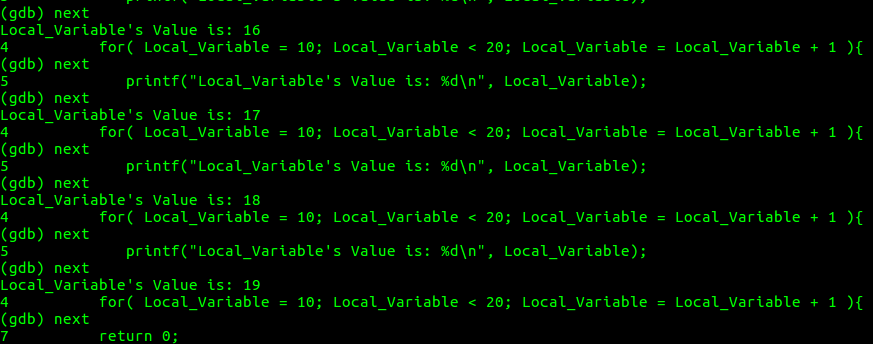 (gdb) next
Local_Variable's Value is: 16
4          for( Local_Variable = 10; Local_Variable < 20; Local_Variable = Local_Variable + 1 ){
(gdb) next
5             printf("Local_Variable's Value is: %d\n", Local_Variable);
(gdb) next
Local_Variable's Value is: 17
4          for( Local_Variable = 10; Local_Variable < 20; Local_Variable = Local_Variable + 1 ){
(gdb) next
5             printf("Local_Variable's Value is: %d\n", Local_Variable);
(gdb) next
Local_Variable's Value is: 18
4          for( Local_Variable = 10; Local_Variable < 20; Local_Variable = Local_Variable + 1 ){
(gdb) next
5             printf("Local_Variable's Value is: %d\n", Local_Variable);
(gdb) next
Local_Variable's Value is: 19
4          for( Local_Variable = 10; Local_Variable < 20; Local_Variable = Local_Variable + 1 ){
(gdb) next
7          return 0;